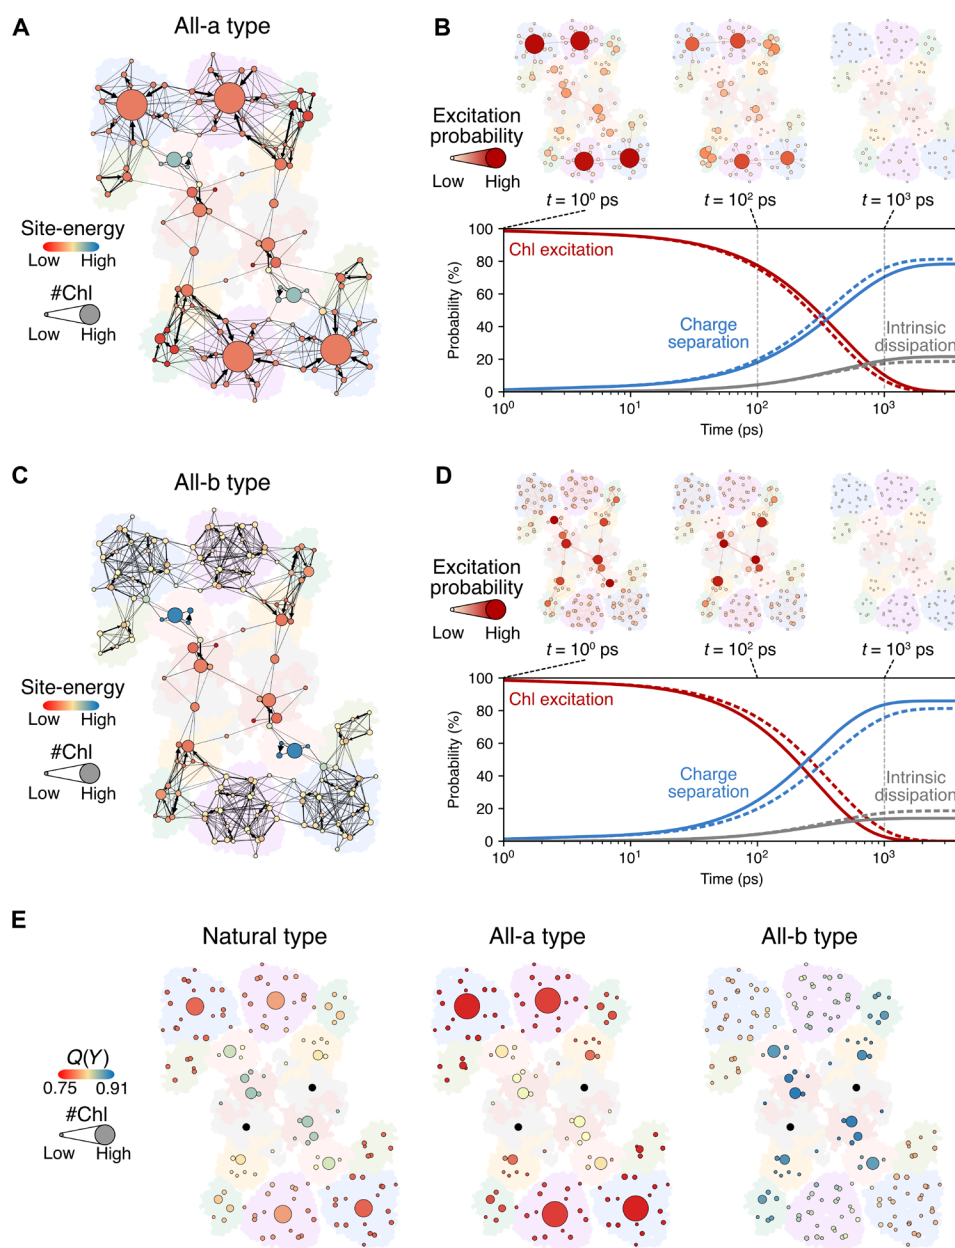 A
All-a type
Site-energy
Low High
#Chl
Low High
B
Excitation
probability
Low High
t = 10⁰ ps
t = 10² ps
t = 10³ ps
Probability (%)
100
80
60
40
20
0
Chl excitation
Charge
separation
Intrinsic
dissipation
10⁰ 10¹ 10² 10³
Time (ps)
C
All-b type
Site-energy
Low High
#Chl
Low High
D
Excitation
probability
Low High
t = 10⁰ ps
t = 10² ps
t = 10³ ps
Probability (%)
100
80
60
40
20
0
Chl excitation
Charge
separation
Intrinsic
dissipation
10⁰ 10¹ 10² 10³
Time (ps)
E
Natural type
All-a type
All-b type
Q(Y)
0.75 0.91
#Chl
Low High